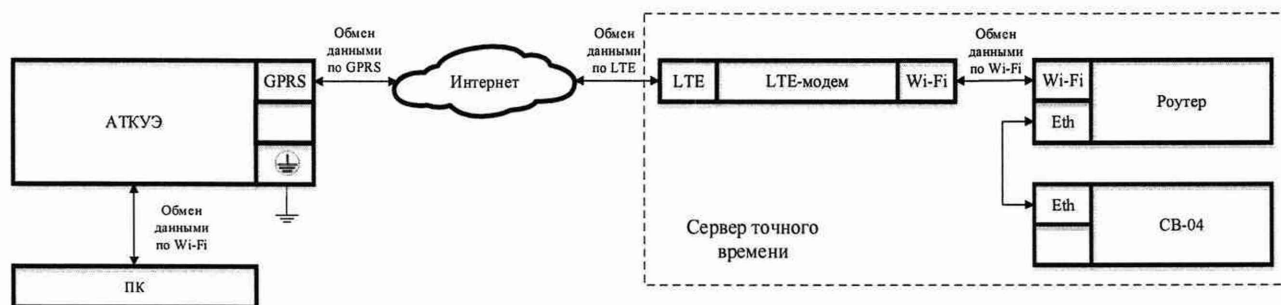 Обмен
данными
по GPRS
Обмен
данными
по LTE
Обмен
данными
по Wi-Fi
АТКУЭ
GPRS
Интернет
LTE
LTE-модем
Wi-Fi
Wi-Fi
Роутер
Eth
Обмен
данными
по Wi-Fi
Сервер точного
времени
Eth
СВ-04
ПК